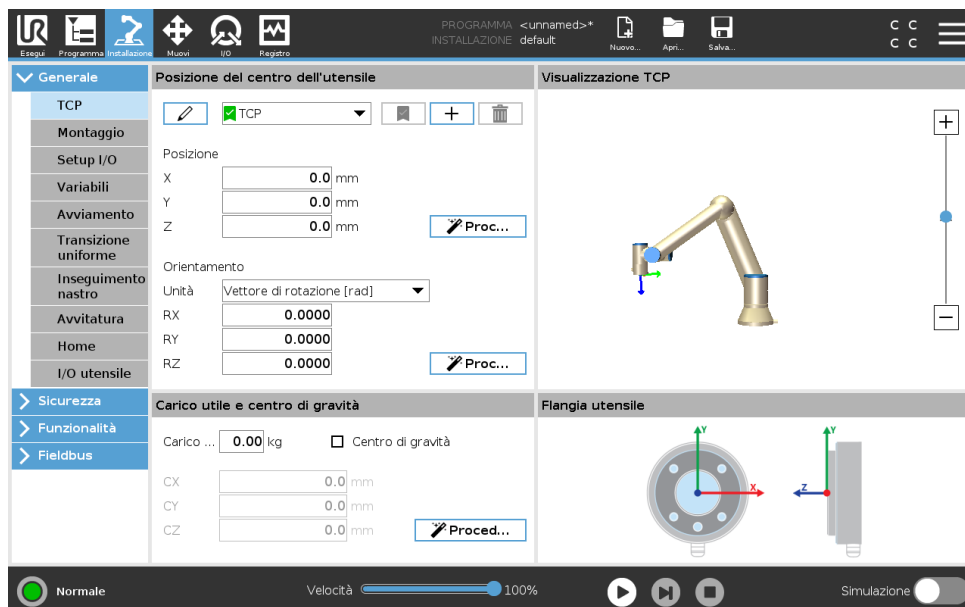 PROGRAMMA <unnamed>*
INSTALLAZIONE default
UR
Esegui
Programma
Installazione
Muovi
I/O
Registro
Nuovo...
Apri...
Salva...
C C
C C
Generale
TCP
Montaggio
Setup I/O
Variabili
Avviamento
Transizione
uniforme
Inseguimento
nastro
Avvitatura
Home
I/O utensile
Sicurezza
Funzionalità
Fieldbus
Posizione del centro dell'utensile
TCP
Posizione
X 0.0 mm
Y 0.0 mm
Z 0.0 mm
Proc...
Orientamento
Unità Vettore di rotazione [rad]
RX 0.0000
RY 0.0000
RZ 0.0000
Proc...
Carico utile e centro di gravità
Carico ... 0.00 kg Centro di gravità
CX 0.0 mm
CY 0.0 mm
CZ 0.0 mm
Proced...
Visualizzazione TCP
Flangia utensile
Y
X
Y
Z
Normale
Velocità 100%
Simulazione